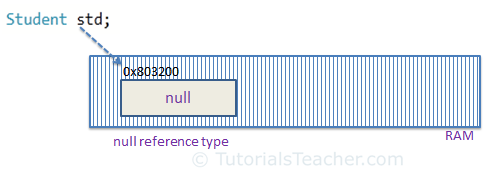 Student std;
0x803200
null
null reference type
RAM
© TutorialsTeacher.com